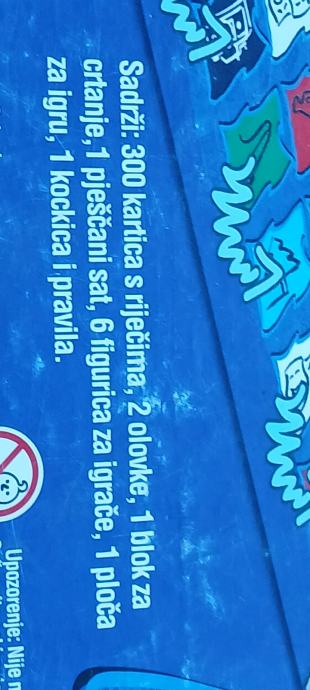 Sadrži: 300 kartica s riječima, 2 olovke, 1 blok za
crtanje,1 pješčani sat, 6 figurica za igrače, 1 ploča
za igru, 1 kockica i pravila.
Upozorenje: Nije